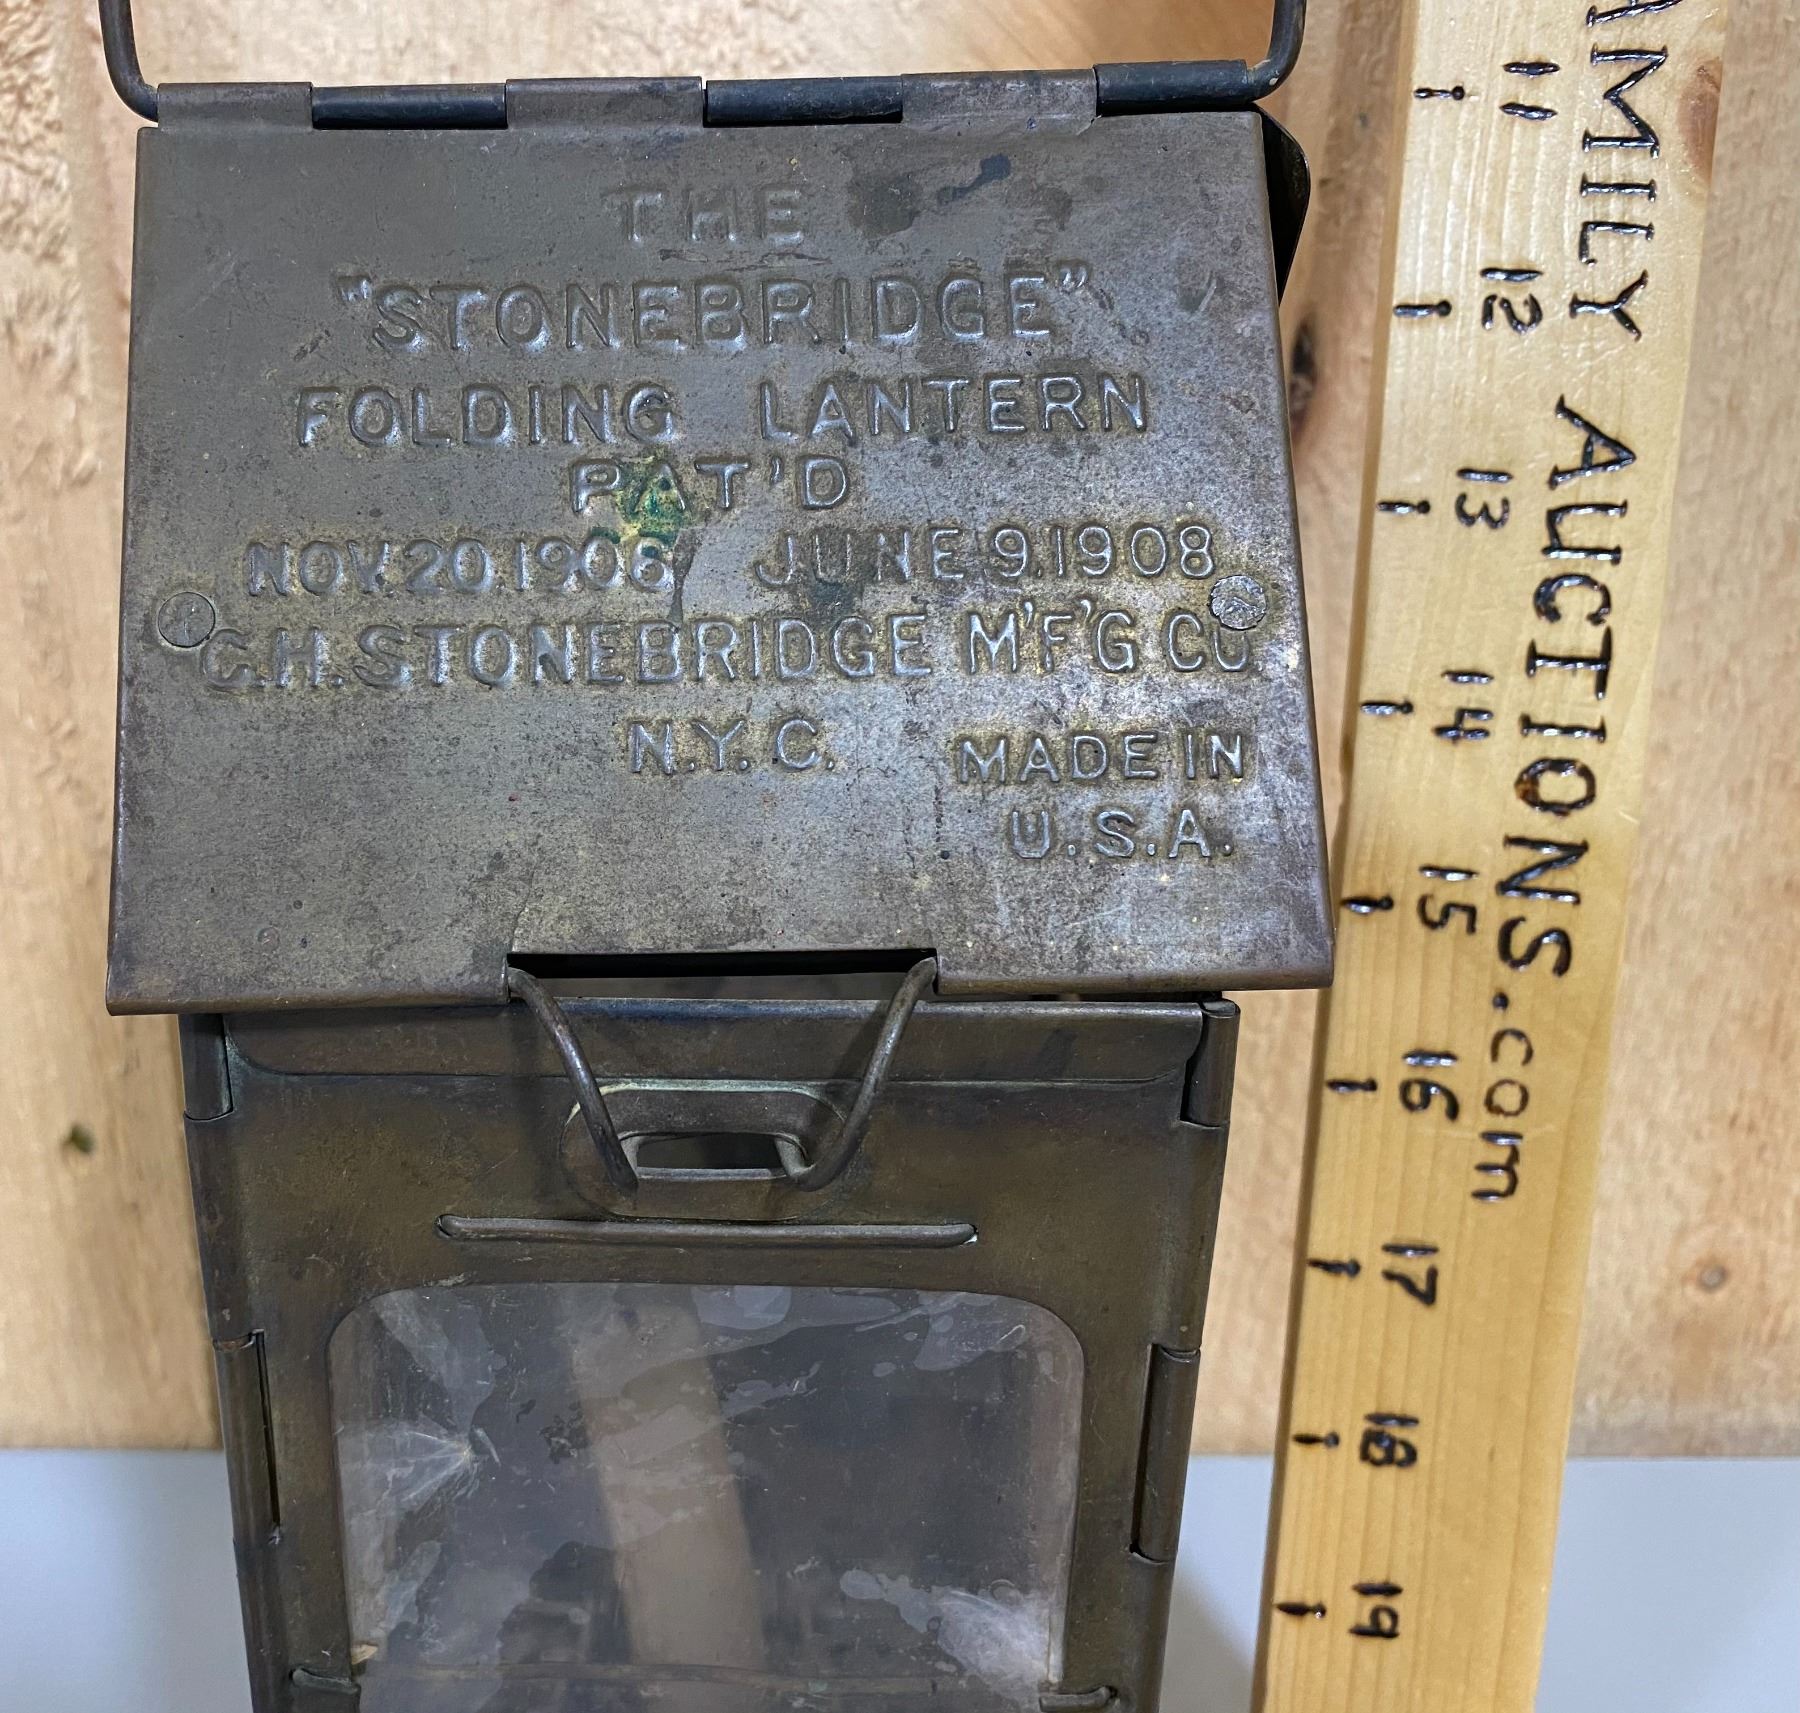 THE
"STONEBRIDGE"
FOLDING LANTERN
PAT'D
NOV. 20. 1906 JUNE 9. 1908
C.H. STONEBRIDGE M'F'G CO.
N.Y.C. MADE IN
U.S.A.
AMILY AUCTIONS.com
11
12
13
14
15
16
17
18
19